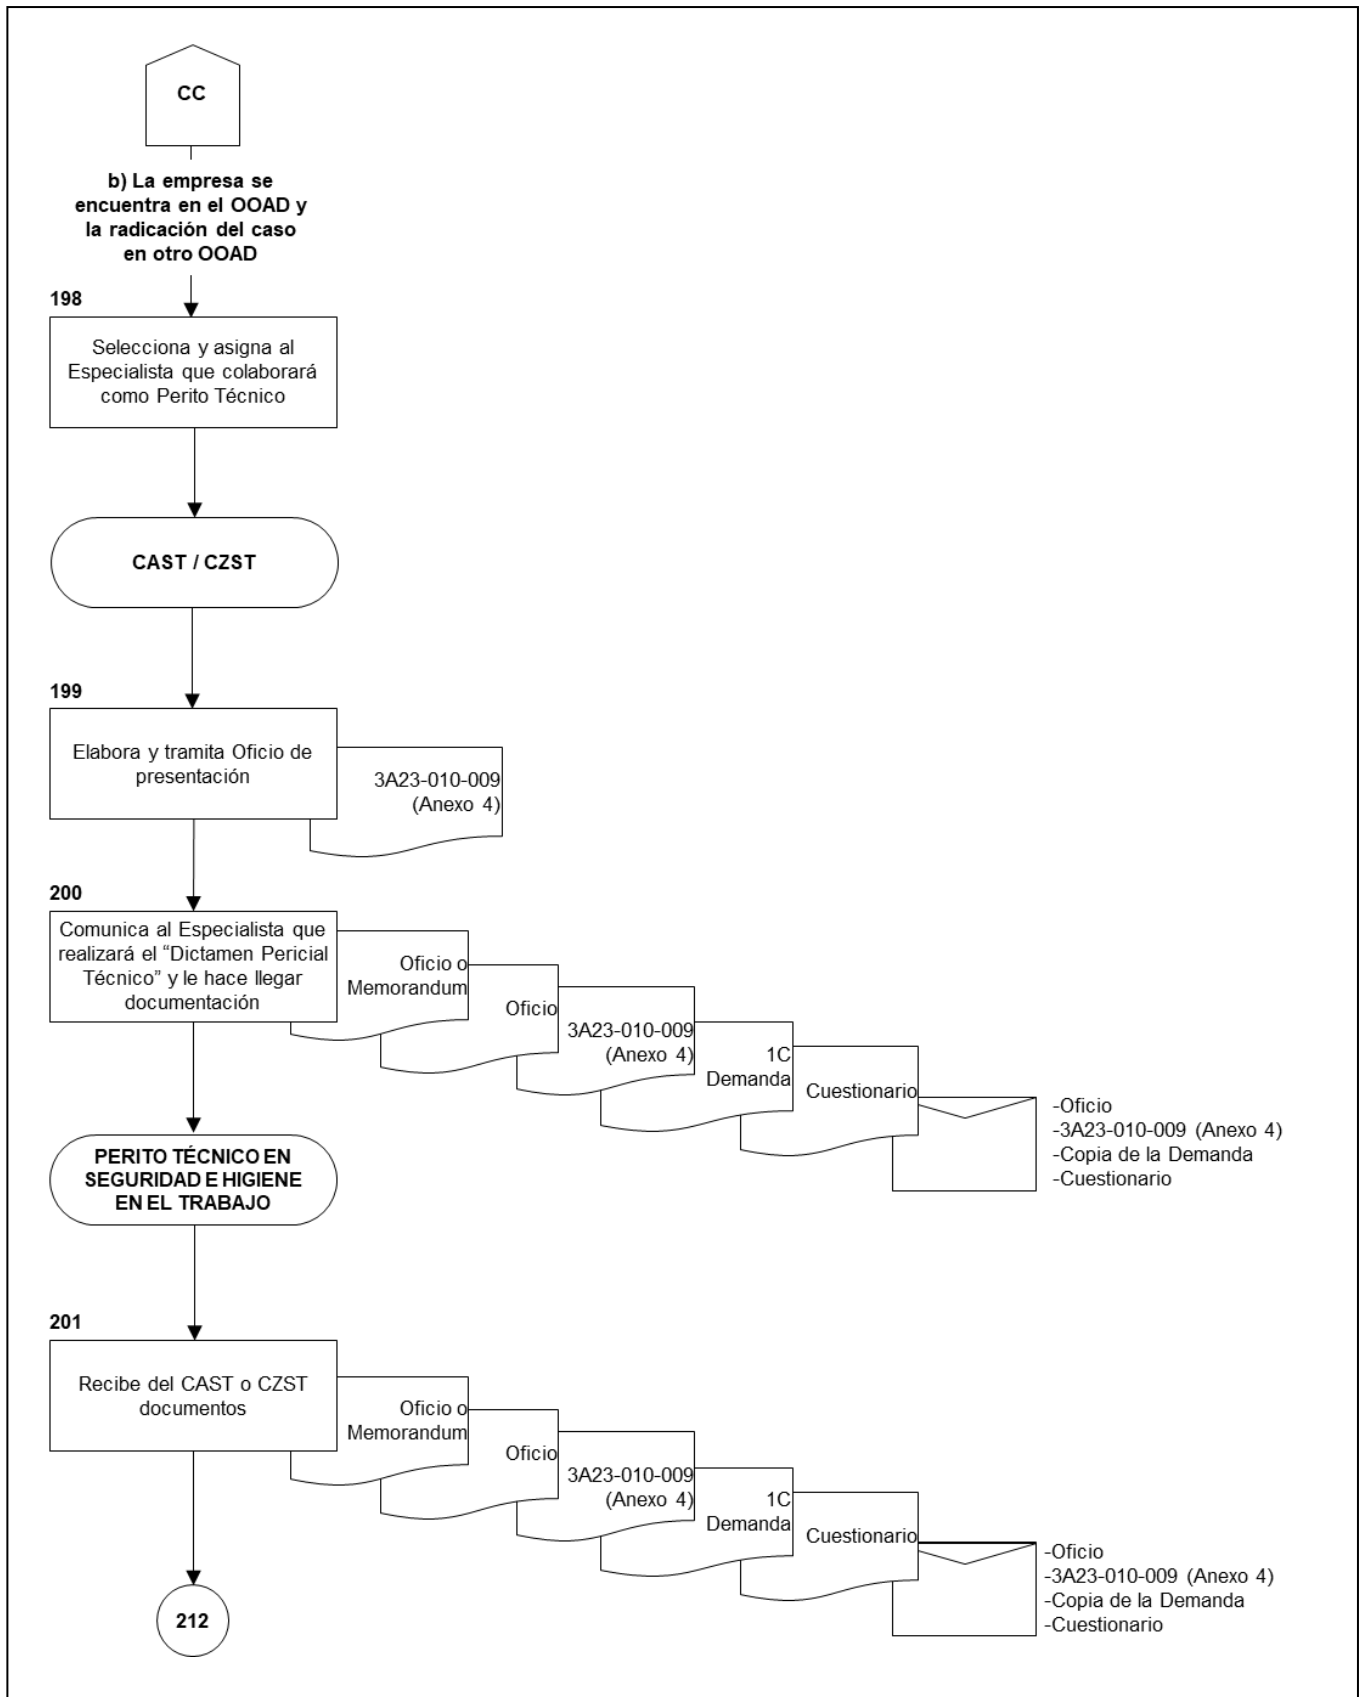 CC
b) La empresa se
encuentra en el OOAD y
la radicación del caso
en otro OOAD
198
Selecciona y asigna al
Especialista que colaborará
como Perito Técnico
CAST / CZST
199
Elabora y tramita Oficio de
presentación
3A23-010-009
(Anexo 4)
200
Comunica al Especialista que
realizará el “Dictamen Pericial
Técnico” y le hace llegar
documentación
Oficio o
Memorandum
Oficio
3A23-010-009
(Anexo 4)
1C
Demanda
Cuestionario
-Oficio
-3A23-010-009 (Anexo 4)
-Copia de la Demanda
-Cuestionario
PERITO TÉCNICO EN
SEGURIDAD E HIGIENE
EN EL TRABAJO
201
Recibe del CAST o CZST
documentos
Oficio o
Memorandum
Oficio
3A23-010-009
(Anexo 4)
1C
Demanda
Cuestionario
-Oficio
-3A23-010-009 (Anexo 4)
-Copia de la Demanda
-Cuestionario
212